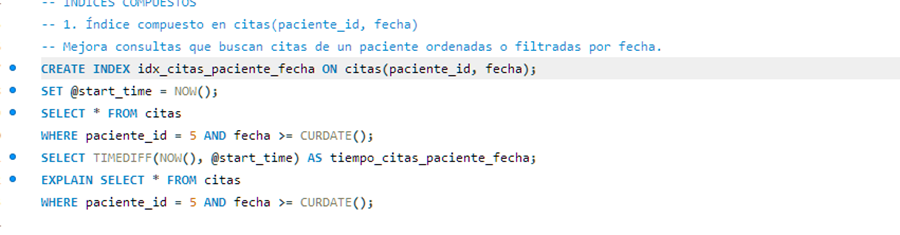 -- ÍNDICES COMPUESTOS
-- 1. Índice compuesto en citas(paciente_id, fecha)
-- Mejora consultas que buscan citas de un paciente ordenadas o filtradas por fecha.
CREATE INDEX idx_citas_paciente_fecha ON citas(paciente_id, fecha);
SET @start_time = NOW();
SELECT * FROM citas
WHERE paciente_id = 5 AND fecha >= CURDATE();
SELECT TIMEDIFF(NOW(), @start_time) AS tiempo_citas_paciente_fecha;
EXPLAIN SELECT * FROM citas
WHERE paciente_id = 5 AND fecha >= CURDATE();